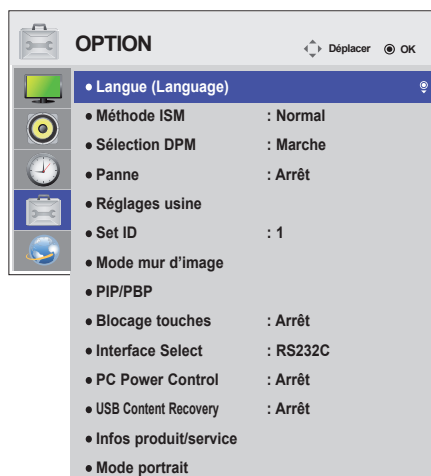 OPTION
Déplacer OK
• Langue (Language)
• Méthode ISM : Normal
• Sélection DPM : Marche
• Panne : Arrêt
• Réglages usine
• Set ID : 1
• Mode mur d’image
• PIP/PBP
• Blocage touches : Arrêt
• Interface Select : RS232C
• PC Power Control : Arrêt
• USB Content Recovery : Arrêt
• Infos produit/service
• Mode portrait